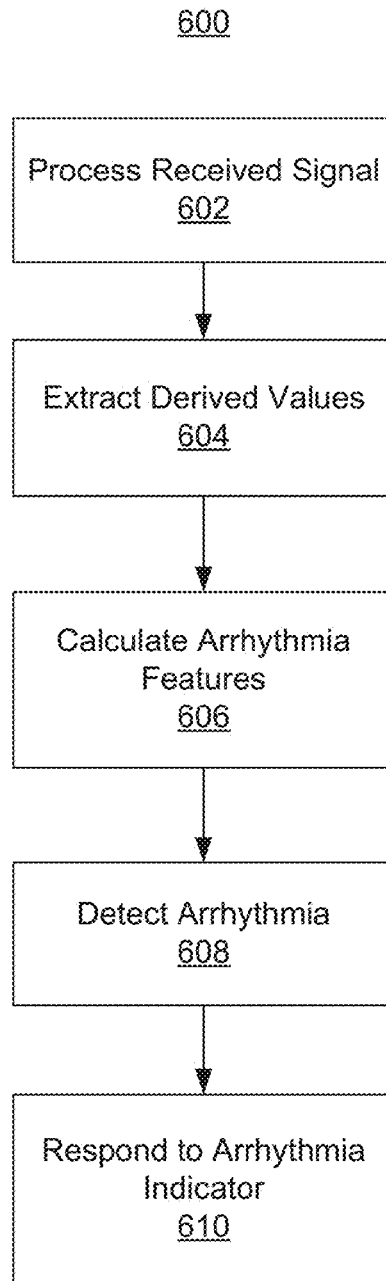 600
Process Received Signal
602
Extract Derived Values
604
Calculate Arrhythmia
Features
606
Detect Arrhythmia
608
Respond to Arrhythmia
Indicator
610